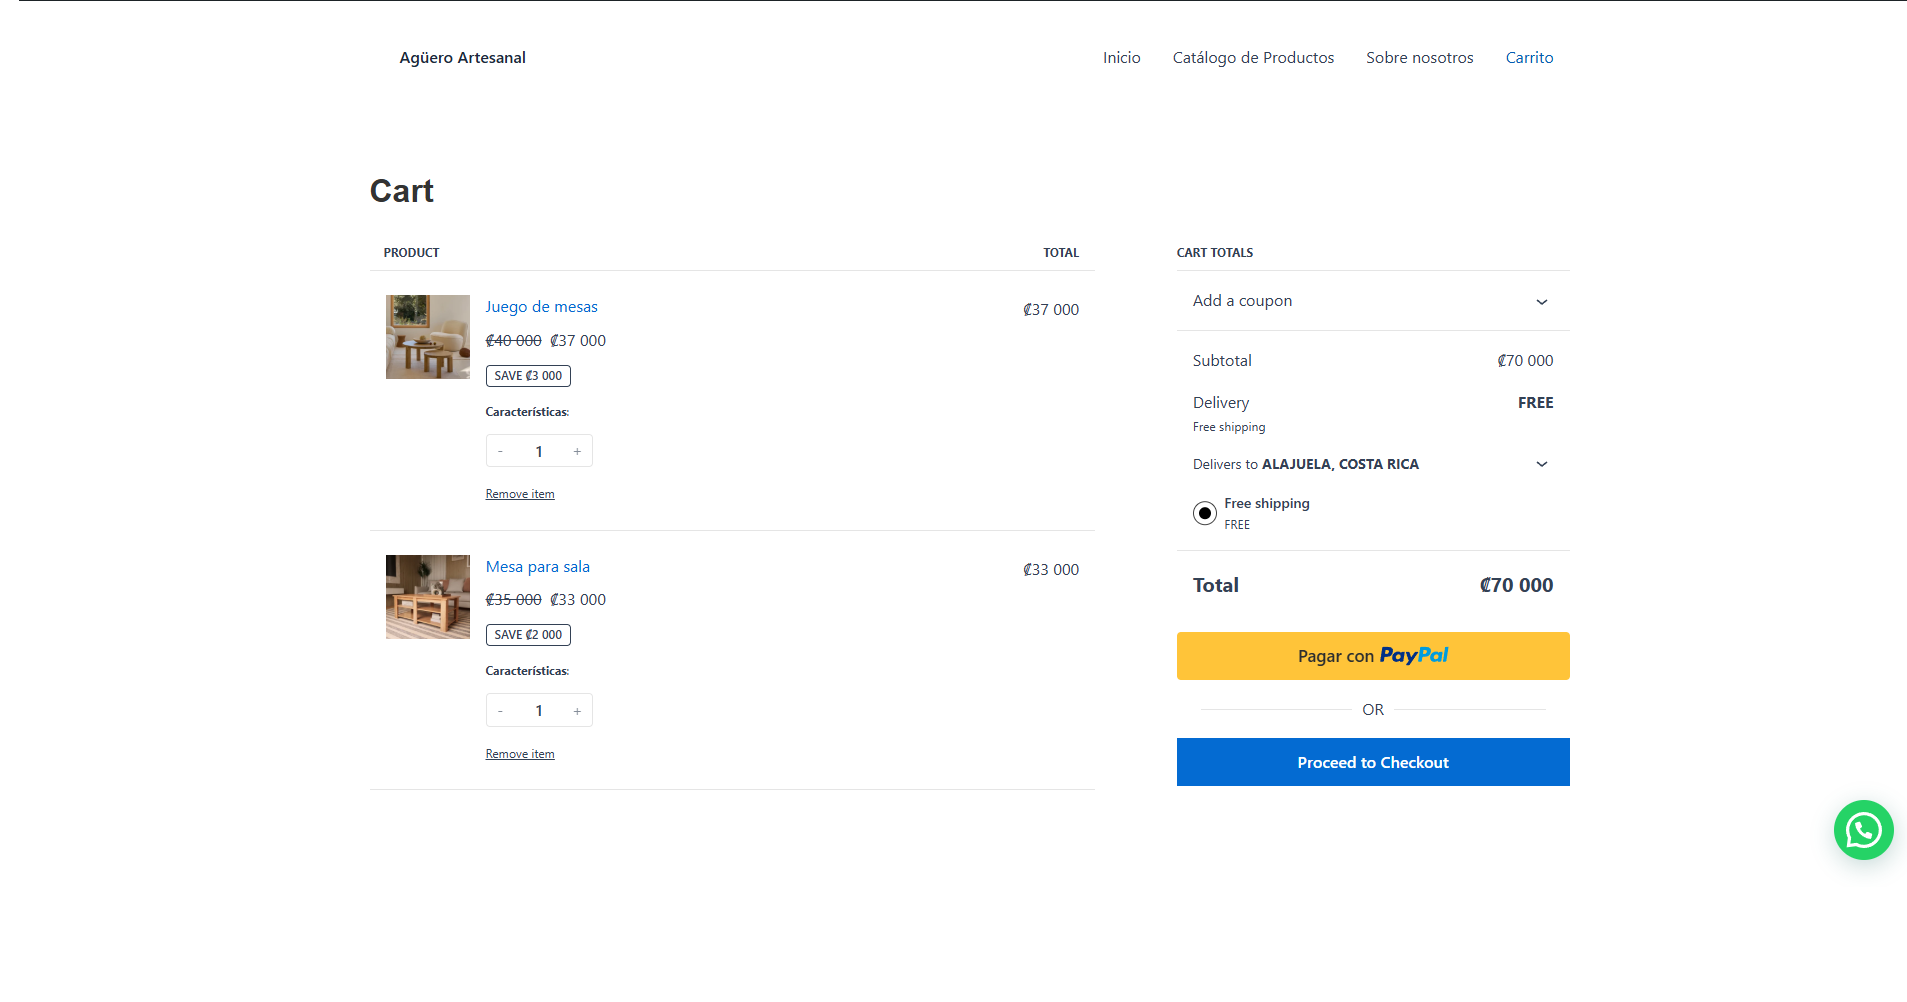 Agüero Artesanal
Inicio
Catálogo de Productos
Sobre nosotros
Carrito
Cart
PRODUCT
TOTAL
Juego de mesas
₡37 000
₡40 000 ₡37 000
SAVE ₡3 000
Características:
- 1 +
Remove item
Mesa para sala
₡33 000
₡35 000 ₡33 000
SAVE ₡2 000
Características:
- 1 +
Remove item
CART TOTALS
Add a coupon
Subtotal ₡70 000
Delivery FREE
Free shipping
Delivers to ALAJUELA, COSTA RICA
Free shipping
FREE
Total ₡70 000
Pagar con PayPal
OR
Proceed to Checkout